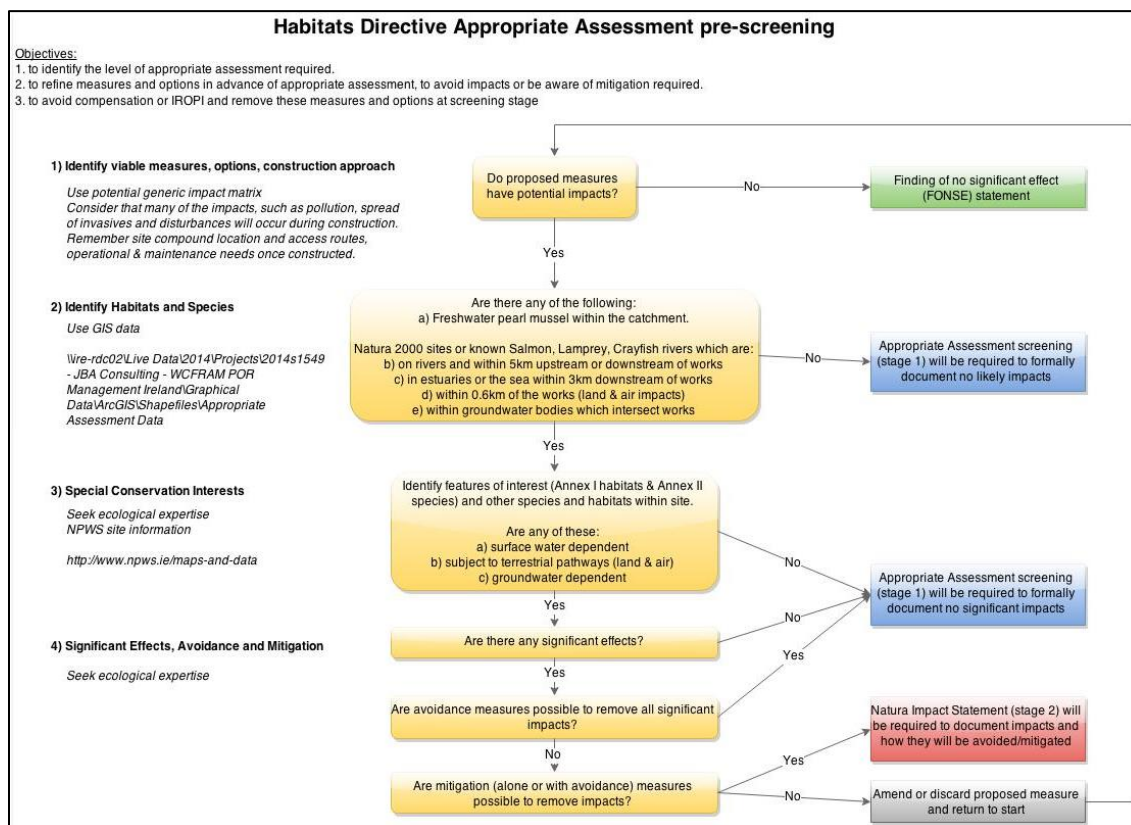 Habitats Directive Appropriate Assessment pre-screening
Objectives:
1. to identify the level of appropriate assessment required.
2. to refine measures and options in advance of appropriate assessment, to avoid impacts or be aware of mitigation required.
3. to avoid compensation or IROPI and remove these measures and options at screening stage
1) Identify viable measures, options, construction approach
Use potential generic impact matrix
Consider that many of the impacts, such as pollution, spread
of invasives and disturbances will occur during construction.
Remember site compound location and access routes,
operational & maintenance needs once constructed.
Do proposed measures
have potential impacts?
No
Finding of no significant effect
(FONSE) statement
Yes
2) Identify Habitats and Species
Use GIS data
\\ire-rdc02\Live Data\2014\Projects\2014s1549
- JBA Consulting - WCFRAM POR
Management Ireland\Graphical
Data\ArcGIS\Shapefiles\Appropriate
Assessment Data
Are there any of the following:
a) Freshwater pearl mussel within the catchment.
Natura 2000 sites or known Salmon, Lamprey, Crayfish rivers which are:
b) on rivers and within 5km upstream or downstream of works
c) in estuaries or the sea within 3km downstream of works
d) within 0.6km of the works (land & air impacts)
e) within groundwater bodies which intersect works
No
Appropriate Assessment screening
(stage 1) will be required to formally
document no likely impacts
Yes
3) Special Conservation Interests
Seek ecological expertise
NPWS site information
http://www.npws.ie/maps-and-data
Identify features of interest (Annex I habitats & Annex II
species) and other species and habitats within site.
Are any of these:
a) surface water dependent
b) subject to terrestrial pathways (land & air)
c) groundwater dependent
No
Appropriate Assessment screening
(stage 1) will be required to formally
document no significant impacts
Yes
4) Significant Effects, Avoidance and Mitigation
Seek ecological expertise
Are there any significant effects?
No
Yes
Are avoidance measures possible to remove all significant
impacts?
Yes
No
Natura Impact Statement (stage 2) will
be required to document impacts and
how they will be avoided/mitigated
Are mitigation (alone or with avoidance) measures
possible to remove impacts?
Yes
No
Amend or discard proposed measure
and return to start